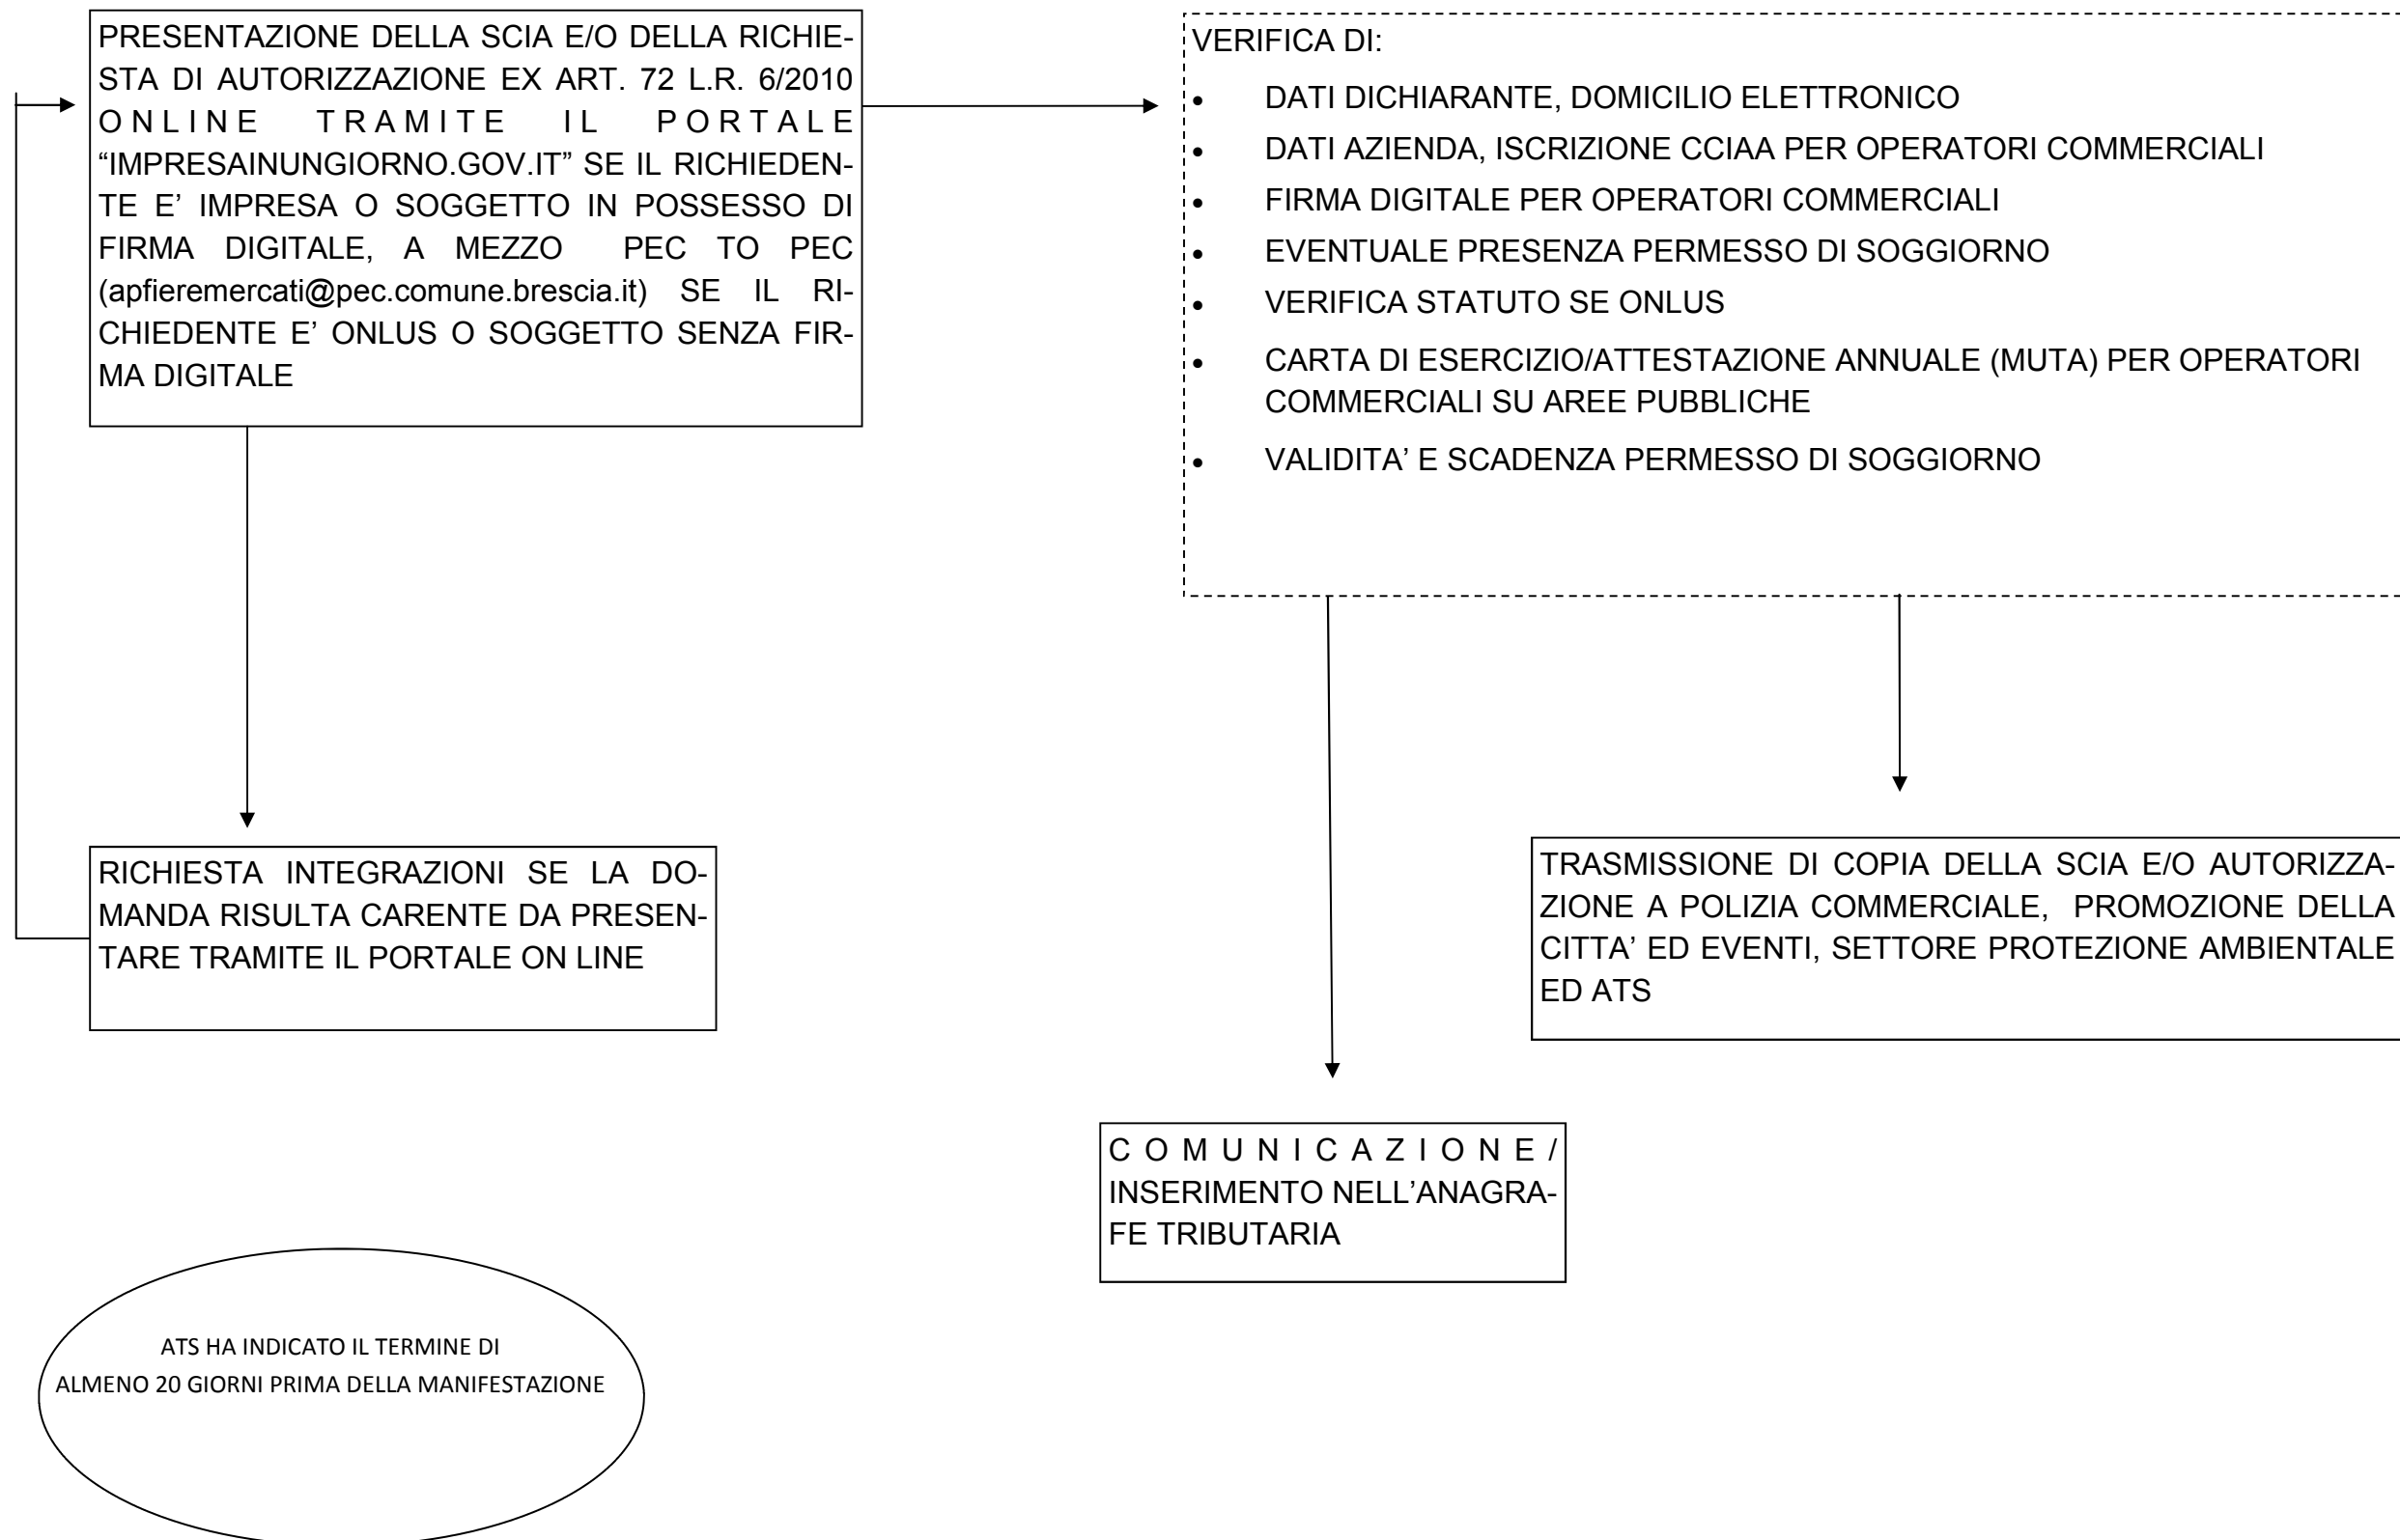 PRESENTAZIONE DELLA SCIA E/O DELLA RICHIE-
STA DI AUTORIZZAZIONE EX ART. 72 L.R. 6/2010
ONLINE TRAMITE IL PORTALE
“IMPRESAINUNGIORNO.GOV.IT” SE IL RICHIEDEN-
TE E’ IMPRESA O SOGGETTO IN POSSESSO DI
FIRMA DIGITALE, A MEZZO PEC TO PEC
(apfieremercati@pec.comune.brescia.it) SE IL RI-
CHIEDENTE E’ ONLUS O SOGGETTO SENZA FIR-
MA DIGITALE
VERIFICA DI:
• DATI DICHIARANTE, DOMICILIO ELETTRONICO
• DATI AZIENDA, ISCRIZIONE CCIAA PER OPERATORI COMMERCIALI
• FIRMA DIGITALE PER OPERATORI COMMERCIALI
• EVENTUALE PRESENZA PERMESSO DI SOGGIORNO
• VERIFICA STATUTO SE ONLUS
• CARTA DI ESERCIZIO/ATTESTAZIONE ANNUALE (MUTA) PER OPERATORI
COMMERCIALI SU AREE PUBBLICHE
• VALIDITA’ E SCADENZA PERMESSO DI SOGGIORNO
RICHIESTA INTEGRAZIONI SE LA DO-
MANDA RISULTA CARENTE DA PRESEN-
TARE TRAMITE IL PORTALE ON LINE
TRASMISSIONE DI COPIA DELLA SCIA E/O AUTORIZZA-
ZIONE A POLIZIA COMMERCIALE, PROMOZIONE DELLA
CITTA’ ED EVENTI, SETTORE PROTEZIONE AMBIENTALE
ED ATS
COMUNICAZIONE/
INSERIMENTO NELL’ANAGRA-
FE TRIBUTARIA
ATS HA INDICATO IL TERMINE DI
ALMENO 20 GIORNI PRIMA DELLA MANIFESTAZIONE